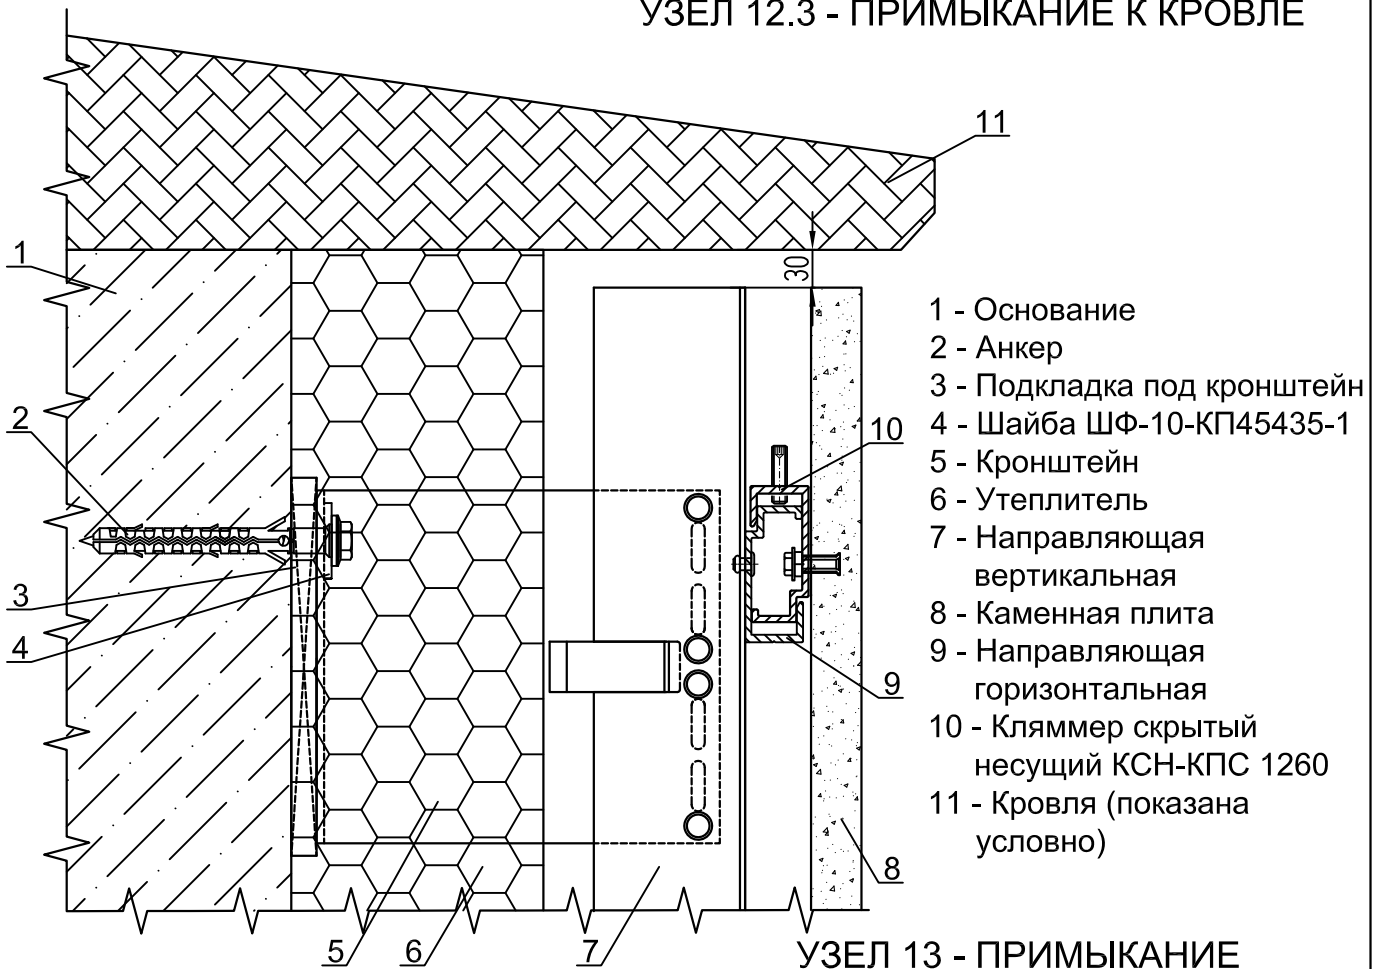 УЗЕЛ 12.3 - ПРИМЫКАНИЕ К КРОВЛЕ
11
1
30
2
10
3
4
9
8
5
6
7
1 - Основание
2 - Анкер
3 - Подкладка под кронштейн
4 - Шайба ШФ-10-КП45435-1
5 - Кронштейн
6 - Утеплитель
7 - Направляющая
вертикальная
8 - Каменная плита
9 - Направляющая
горизонтальная
10 - Кляммер скрытый
несущий КСН-КПС 1260
11 - Кровля (показана
условно)
УЗЕЛ 13 - ПРИМЫКАНИЕ